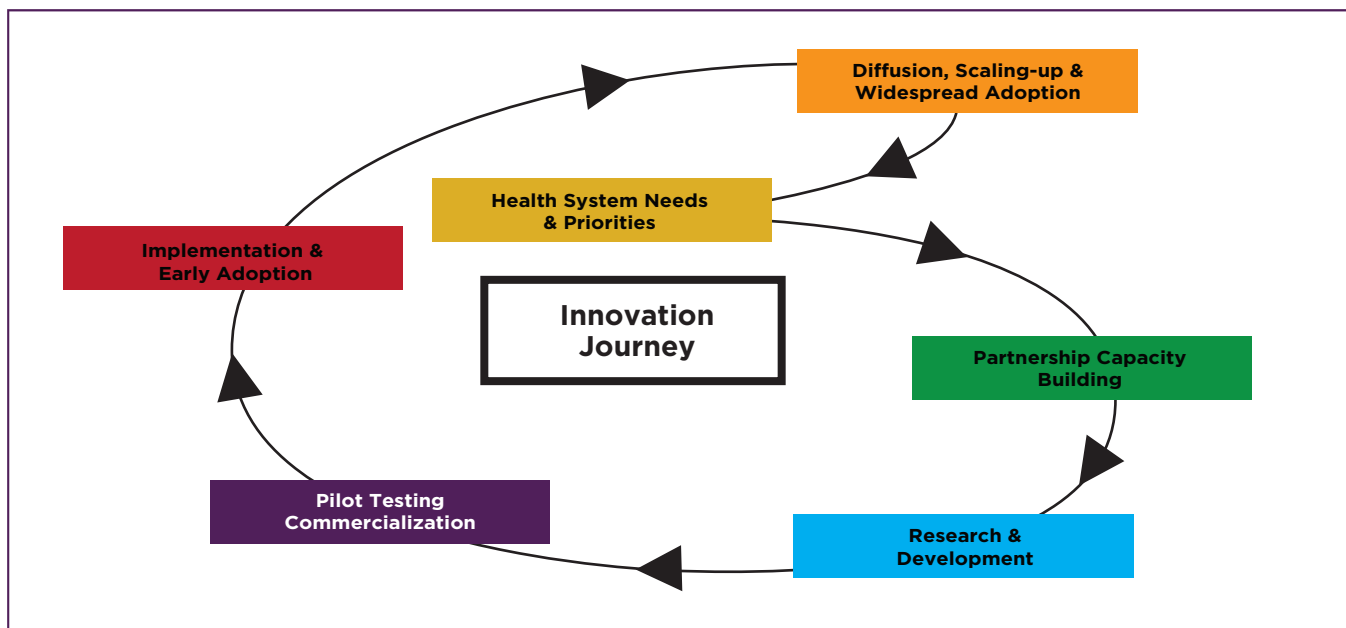 Diffusion, Scaling-up &
Widespread Adoption
Health System Needs
& Priorities
Implementation &
Early Adoption
Innovation
Journey
Partnership Capacity
Building
Pilot Testing
Commercialization
Research &
Development